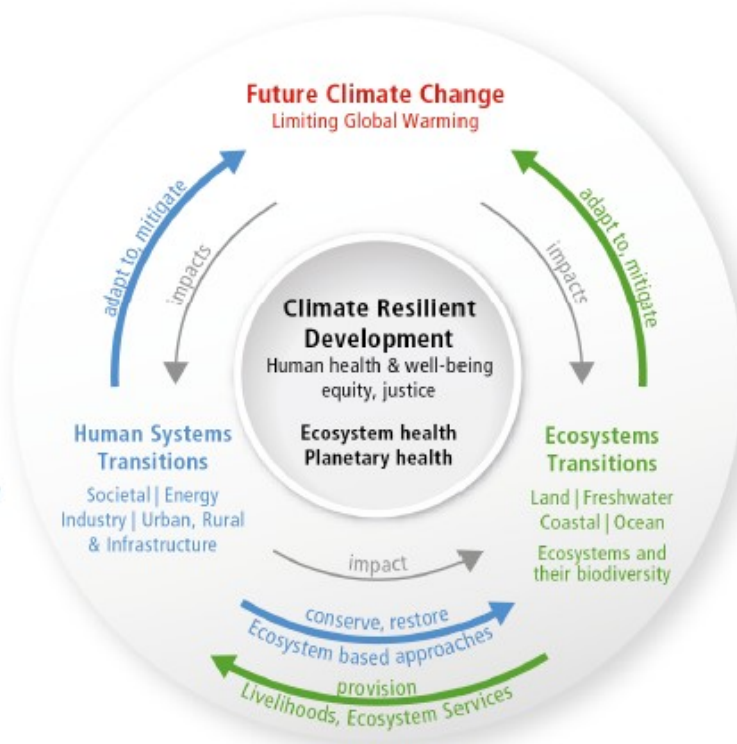 Future Climate Change
Limiting Global Warming
adapt to, mitigate
impacts
impacts
adapt to, mitigate
Climate Resilient
Development
Human health & well-being
equity, justice
Ecosystem health
Planetary health
Human Systems
Transitions
Societal | Energy
Industry | Urban, Rural
& Infrastructure
Ecosystems
Transitions
Land | Freshwater
Coastal | Ocean
Ecosystems and
their biodiversity
impact
conserve, restore
Ecosystem based approaches
provision
Livelihoods, Ecosystem Services